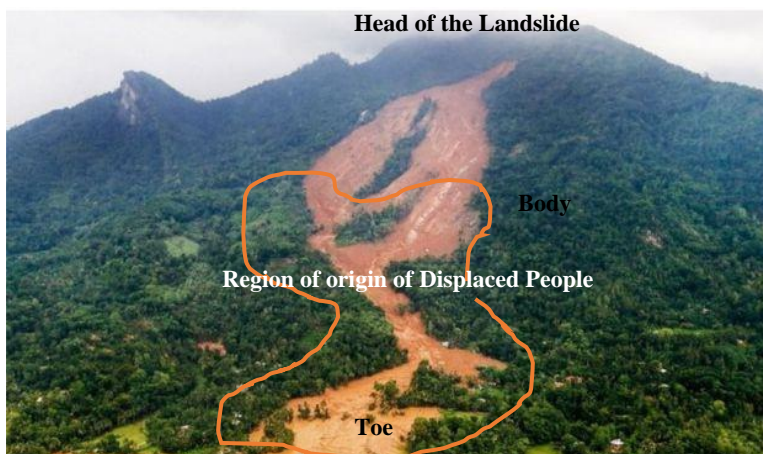 Head of the Landslide
Body
Region of origin of Displaced People
Toe